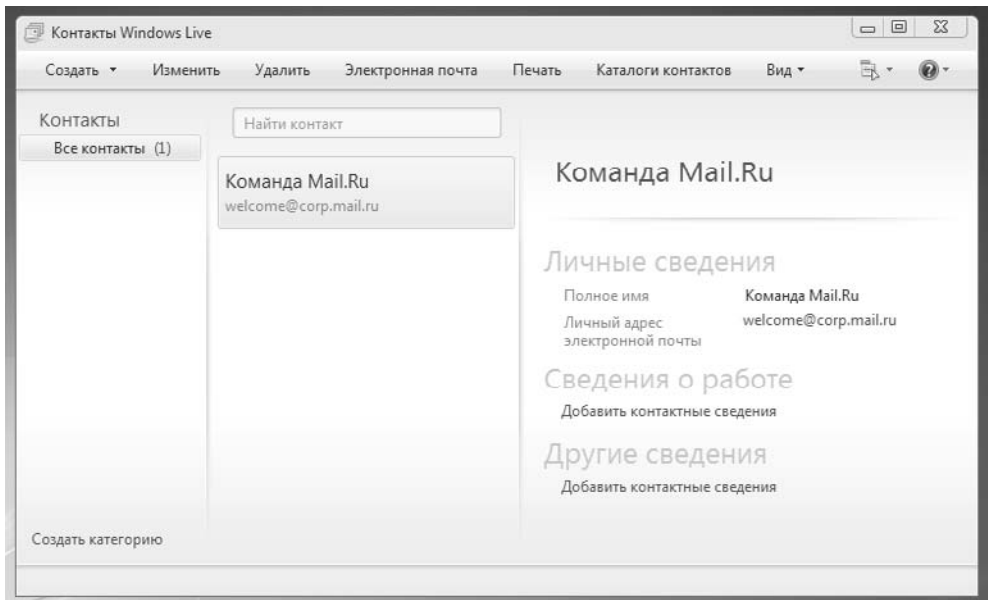 Контакты Windows Live
Создать Изменить Удалить Электронная почта Печать Каталоги контактов Вид
Контакты
Все контакты (1)
Создать категорию
Найти контакт
Команда Mail.Ru
welcome@corp.mail.ru
Команда Mail.Ru
Личные сведения
Полное имя Команда Mail.Ru
Личный адрес welcome@corp.mail.ru
электронной почты
Сведения о работе
Добавить контактные сведения
Другие сведения
Добавить контактные сведения